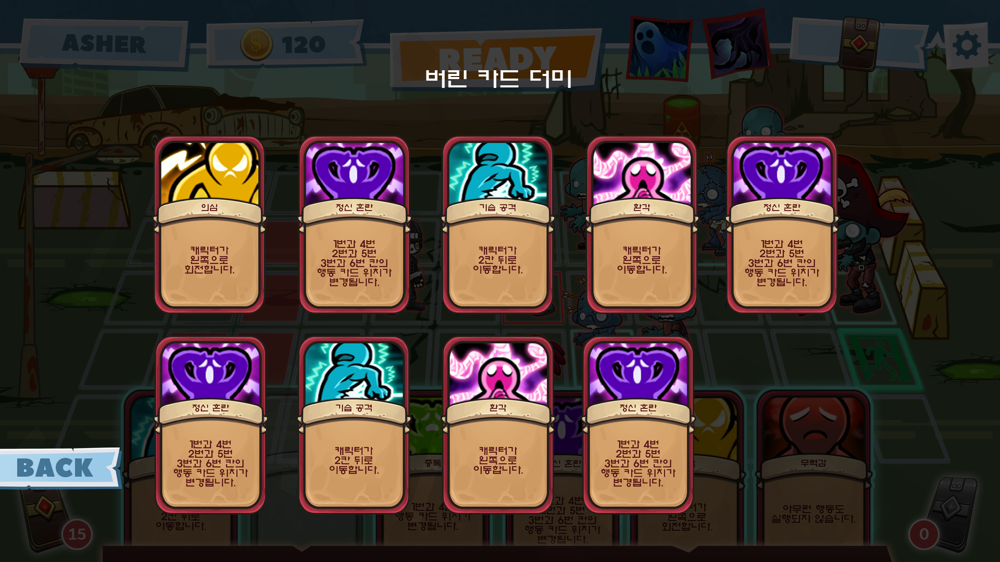 ASHER
120
READY
버린 카드 더미
의심
캐릭터가
왼쪽으로
회전합니다.
정신 혼란
1번과 4번
2번과 5번
3번과 6번 칸의
행동 카드 위치가
변경됩니다.
기습 공격
캐릭터가
2칸 뒤로
이동합니다.
환각
캐릭터가
왼쪽으로
이동합니다.
정신 혼란
1번과 4번
2번과 5번
3번과 6번 칸의
행동 카드 위치가
변경됩니다.
정신 혼란
1번과 4번
2번과 5번
3번과 6번 칸의
행동 카드 위치가
변경됩니다.
기습 공격
캐릭터가
2칸 뒤로
이동합니다.
환각
캐릭터가
왼쪽으로
이동합니다.
정신 혼란
1번과 4번
2번과 5번
3번과 6번 칸의
행동 카드 위치가
변경됩니다.
BACK
15
2칸 뒤로
이동합니다.
중독
1번과
행동 카드 위치가
변경됩니다.
혼란
4번
5번
3번과 6번 칸의
행동 카드 위치가
변경됩니다.
왼쪽으로
회전합니다.
무력감
아무런 행동도
실행되지 않습니다.
0